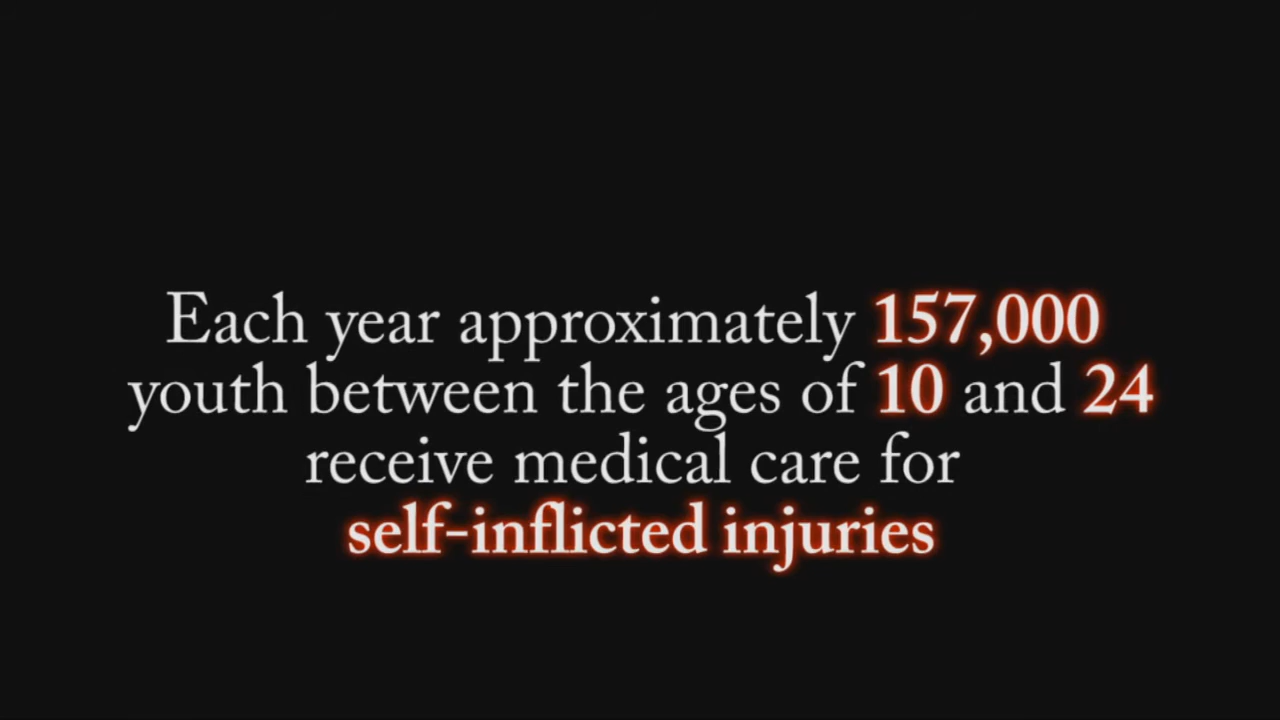 Each year approximately 157,000
youth between the ages of 10 and 24
receive medical care for
self-inflicted injuries